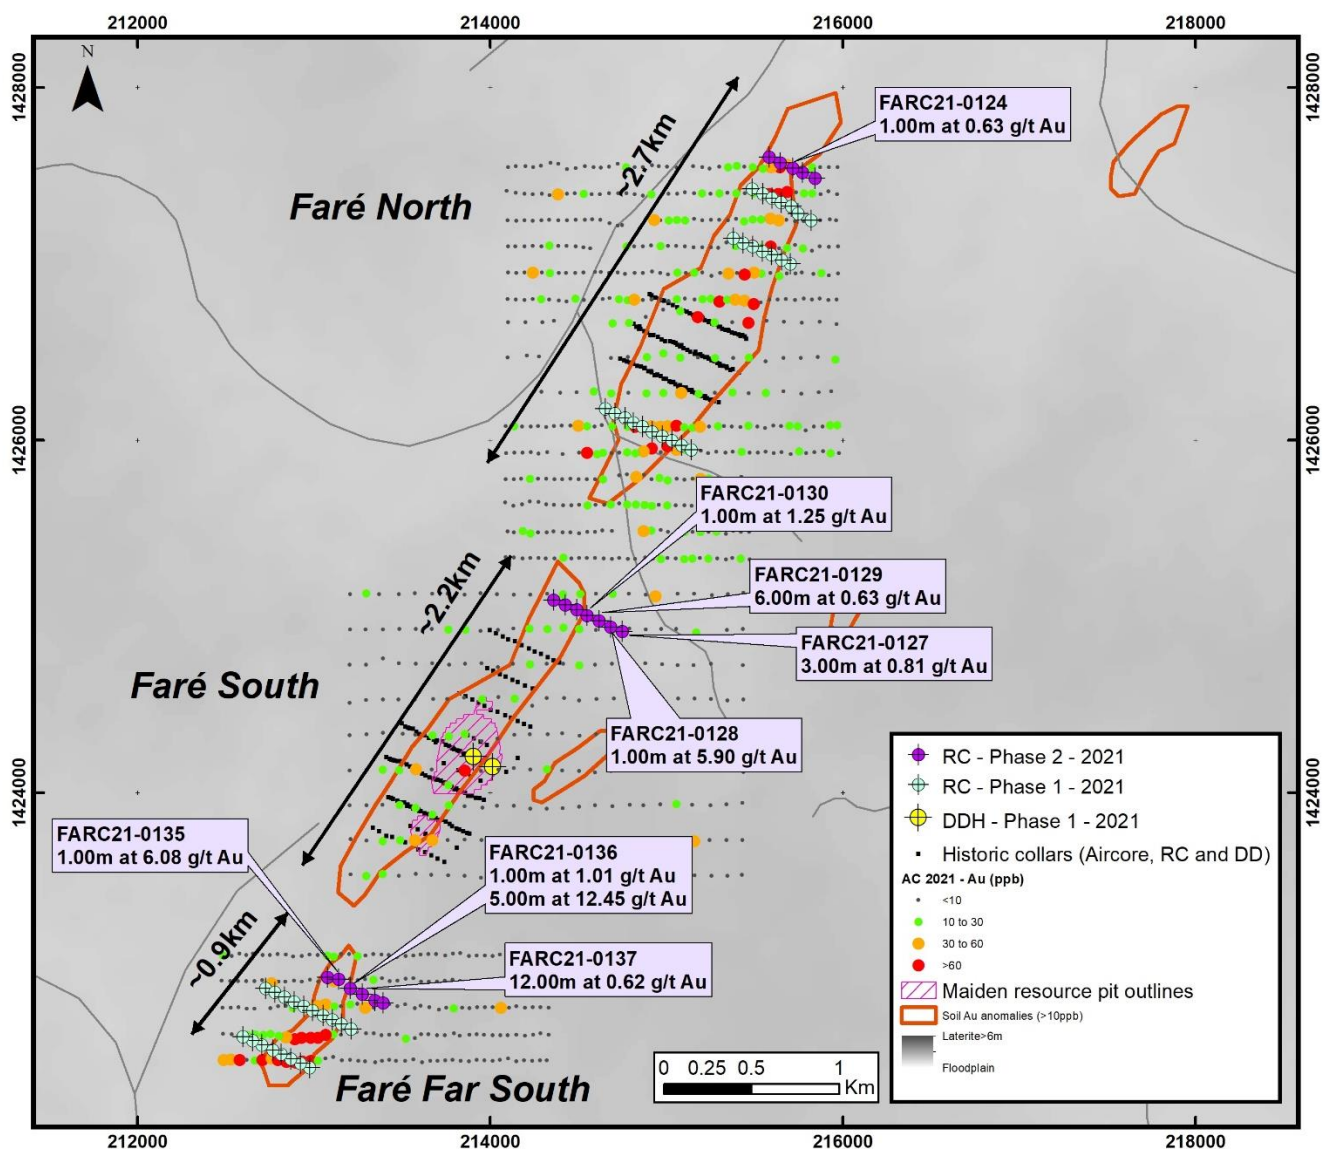 212000
214000
216000
218000
1428000
1428000
N
FARC21-0124
1.00m at 0.63 g/t Au
~2.7km
Faré North
1426000
1426000
FARC21-0130
1.00m at 1.25 g/t Au
FARC21-0129
6.00m at 0.63 g/t Au
~2.2km
FARC21-0127
3.00m at 0.81 g/t Au
Faré South
FARC21-0128
1.00m at 5.90 g/t Au
1424000
1424000
FARC21-0135
1.00m at 6.08 g/t Au
FARC21-0136
1.00m at 1.01 g/t Au
5.00m at 12.45 g/t Au
~0.9km
FARC21-0137
12.00m at 0.62 g/t Au
Faré Far South
0 0.25 0.5 1
Km
RC - Phase 2 - 2021
RC - Phase 1 - 2021
DDH - Phase 1 - 2021
Historic collars (Aircore, RC and DD)
AC 2021 - Au (ppb)
<10
10 to 30
30 to 60
>60
Maiden resource pit outlines
Soil Au anomalies (>10ppb)
Laterite>6m
Floodplain
212000
214000
216000
218000